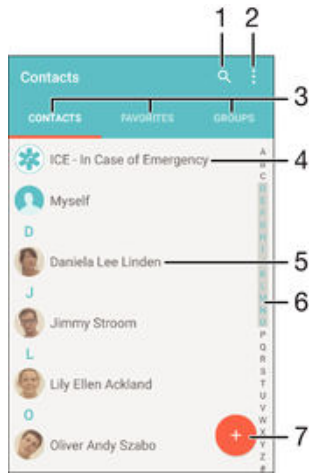 1 2
Contacts
3
CONTACTS FAVORITES GROUPS
ICE - In Case of Emergency 4
Myself
D
Daniela Lee Linden 5
J
Jimmy Stroom
6
L
Lily Ellen Ackland
O
Oliver Andy Szabo
+ 7
A
B
C
P
Q
R
S
T
U
V
W
X
Y
Z